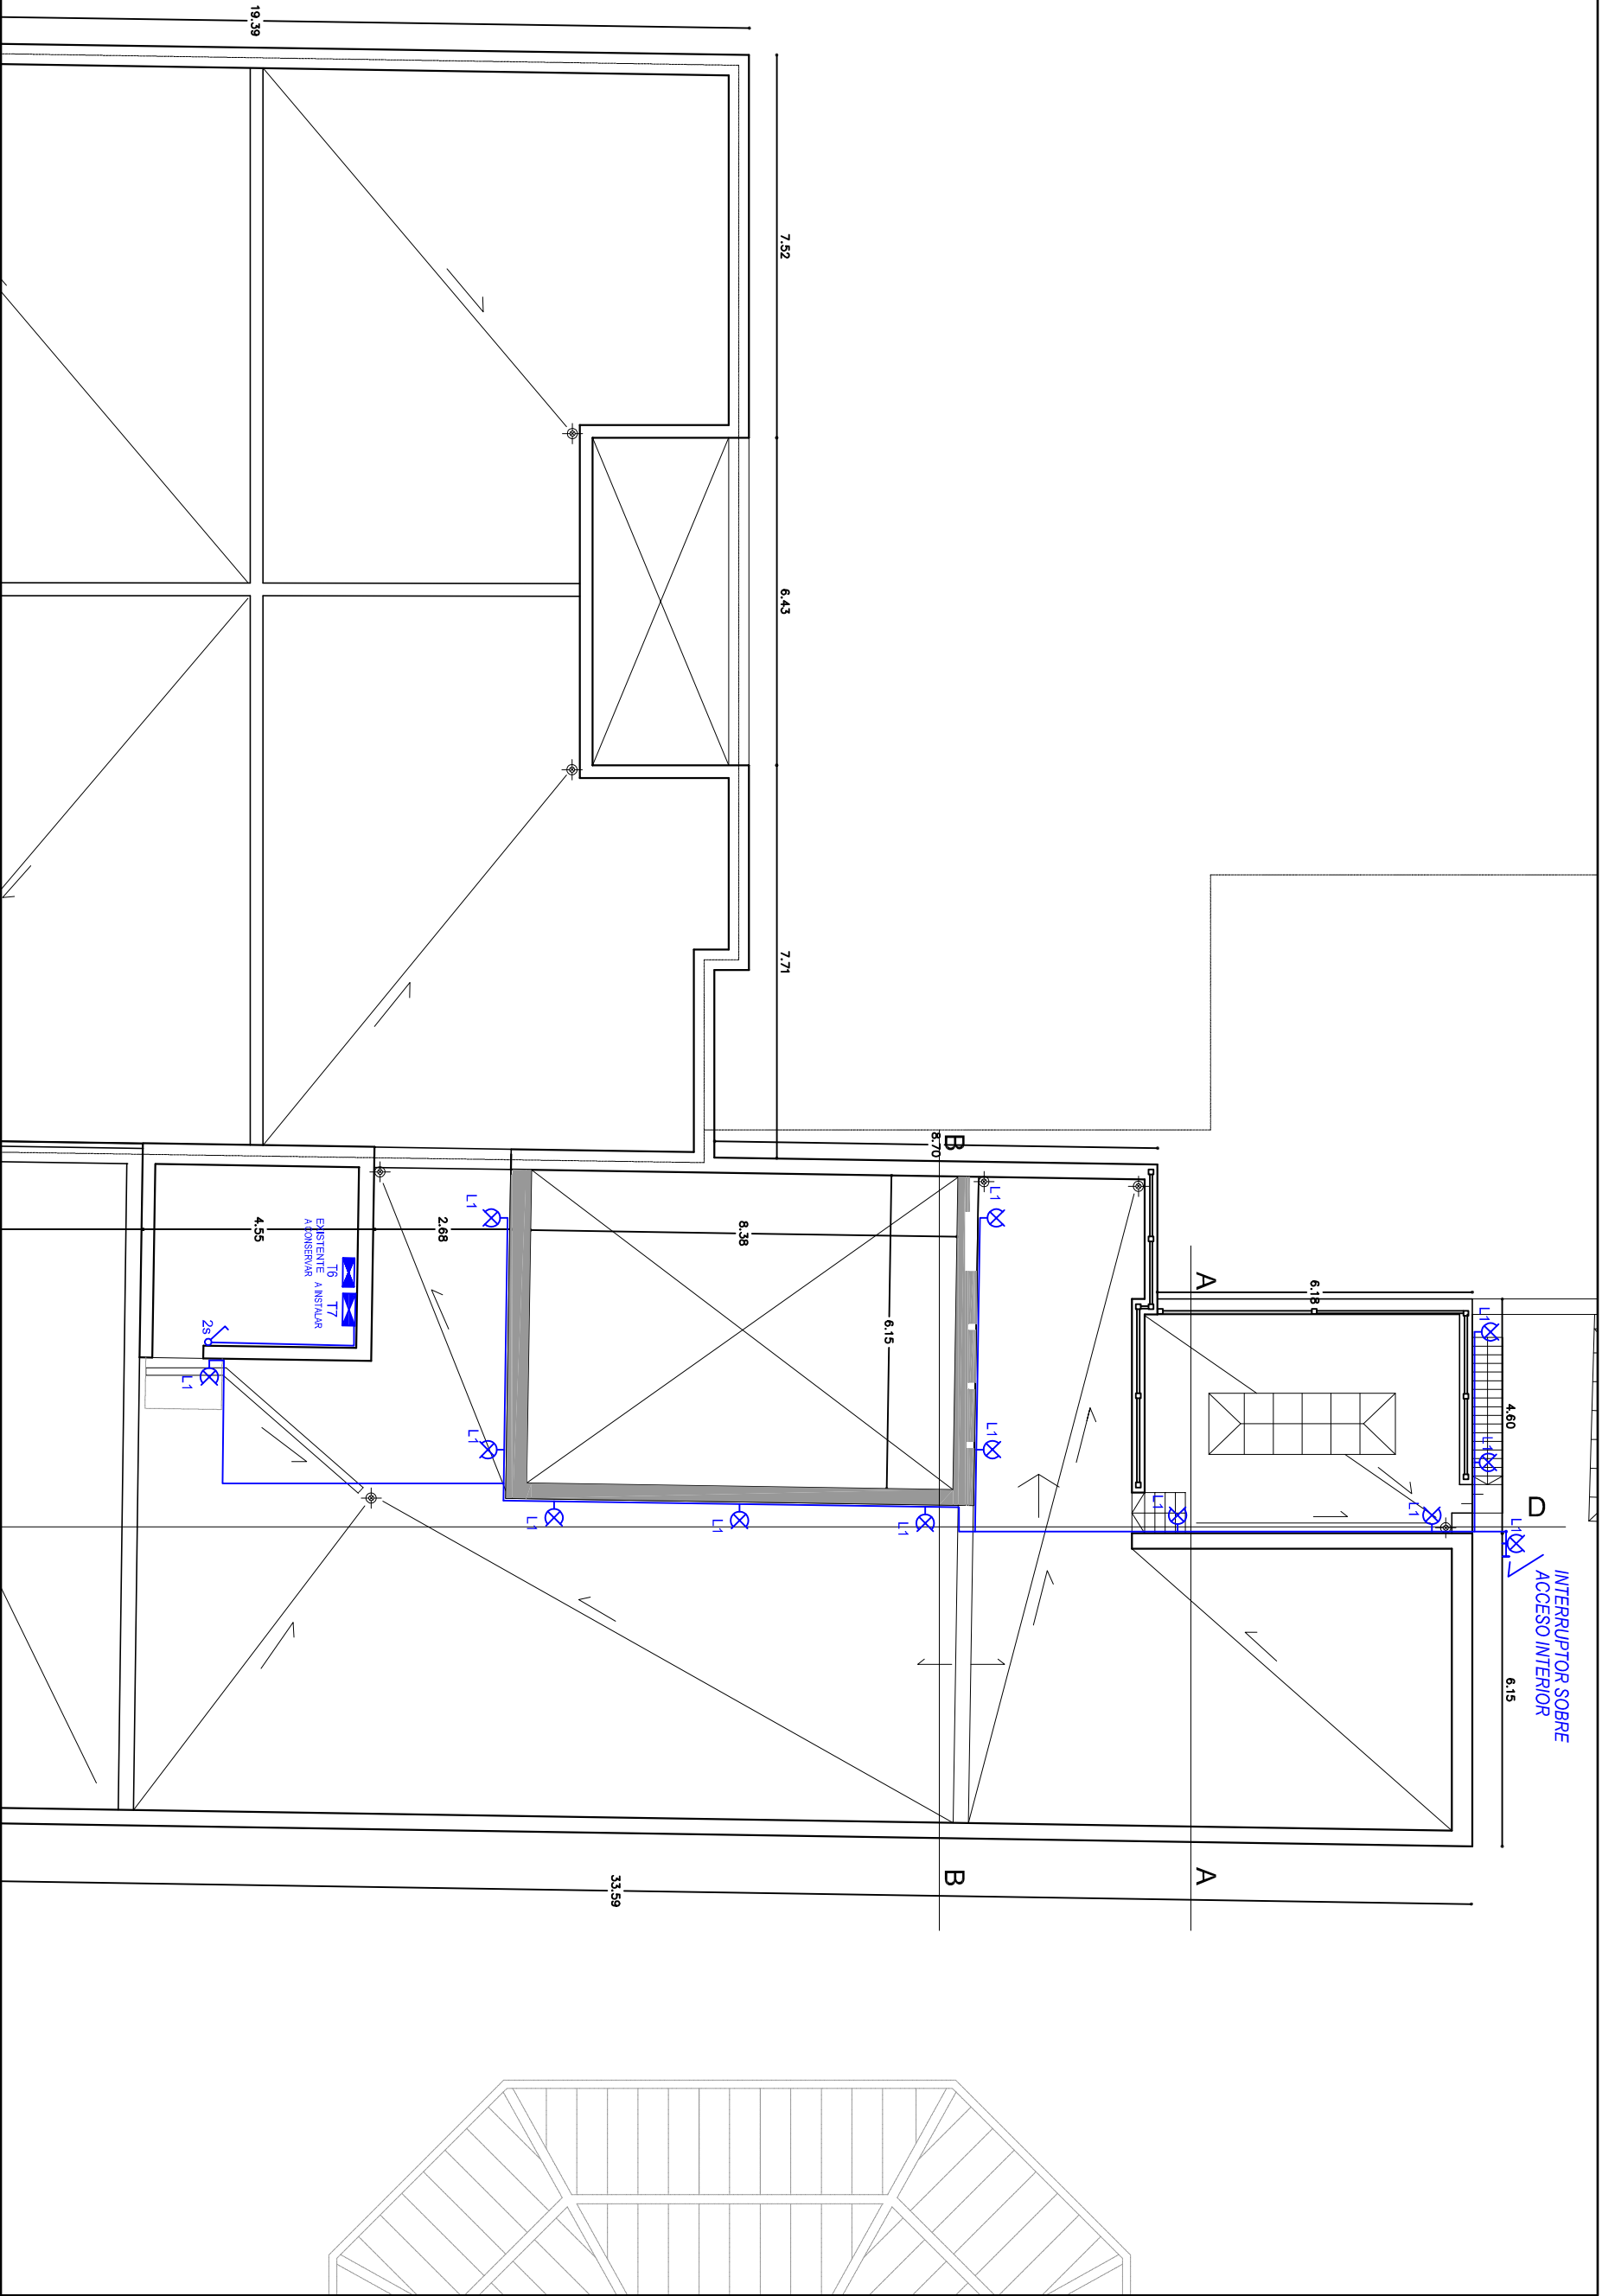 19.39
7.52
6.43
7.71
8.70
B
L1
L1
4.55
2.68
8.38
EXISTENTE
A CONSERVAR
T6
T7
A INSTALAR
2s
6.15
A
6.18
L1
4.60
L1
L1
L1
L1
L1
L1
L1
L1
L1
L1
D
L1
INTERRUPTOR SOBRE
ACCESO INTERIOR
6.15
B
A
33.59